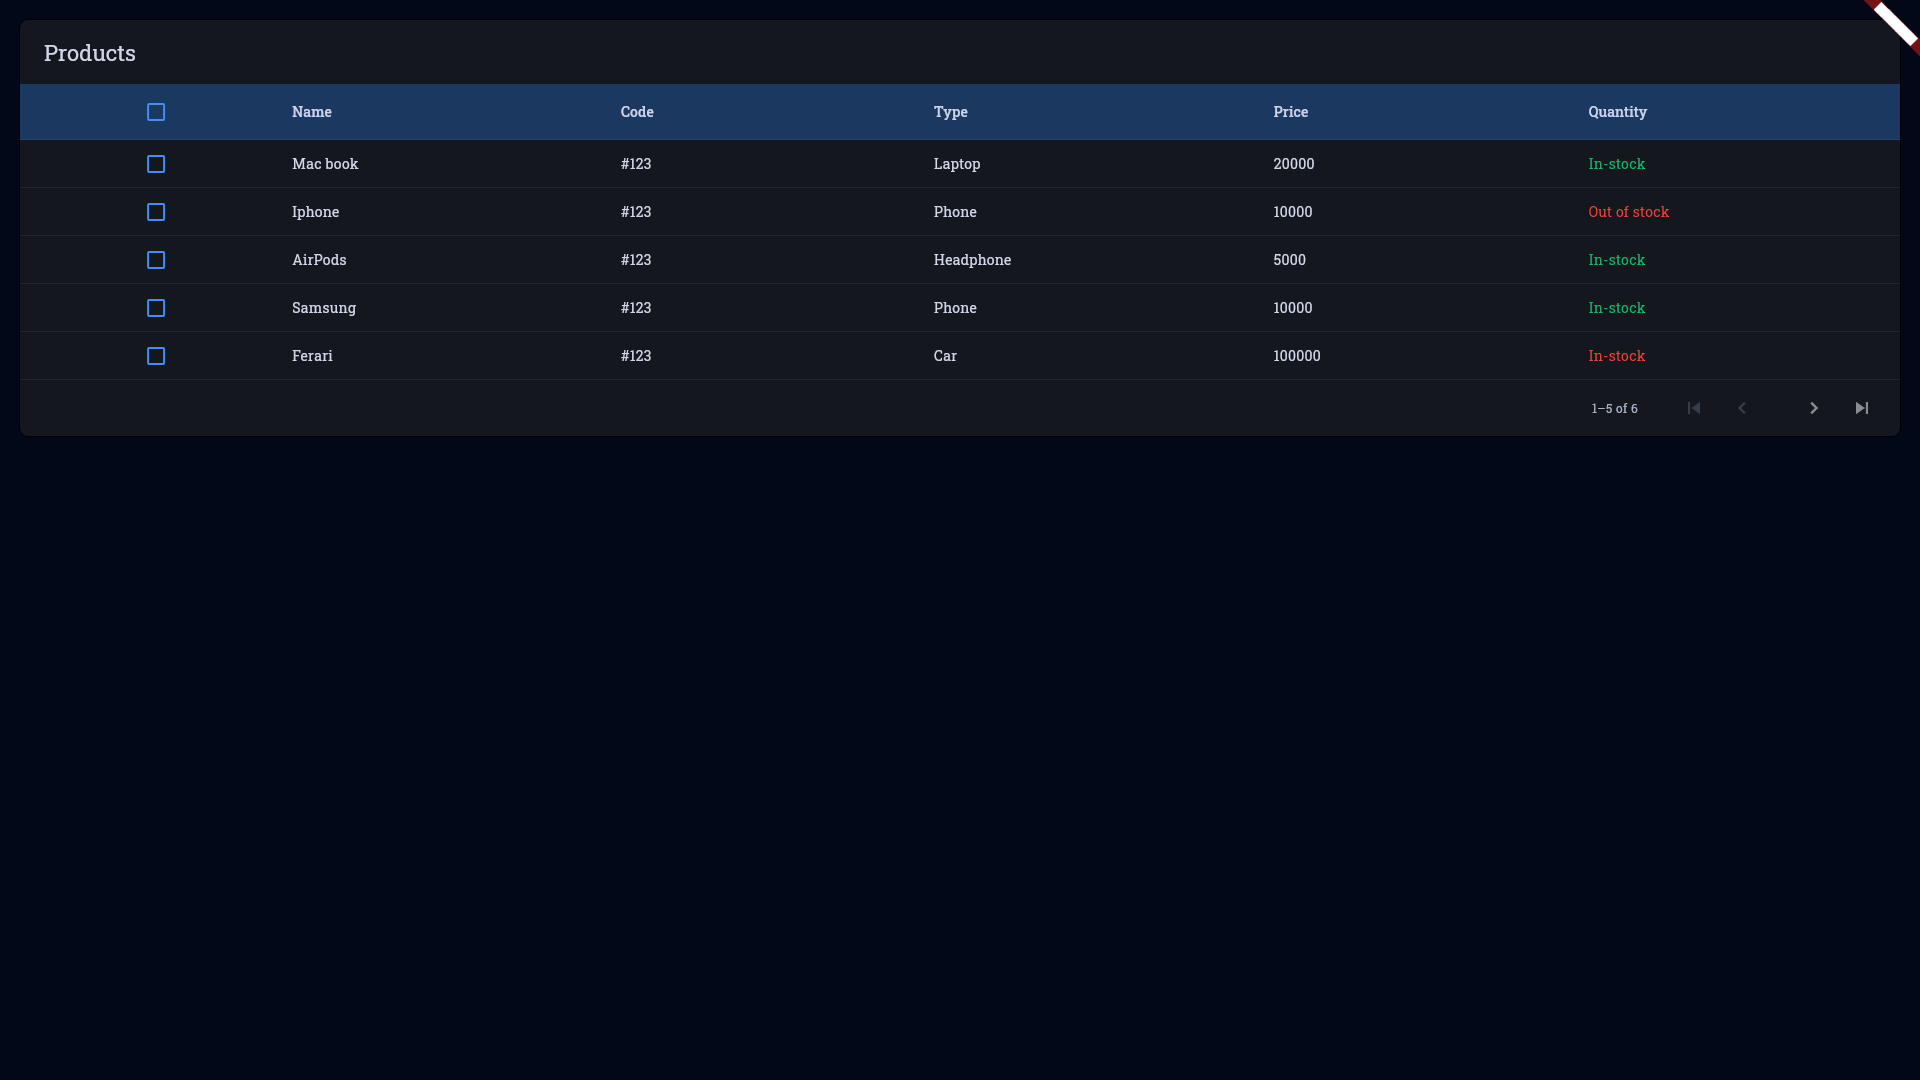 Products
Name Code Type Price Quantity
Mac book #123 Laptop 20000 In-stock
Iphone #123 Phone 10000 Out of stock
AirPods #123 Headphone 5000 In-stock
Samsung #123 Phone 10000 In-stock
Ferari #123 Car 100000 In-stock
1–5 of 6